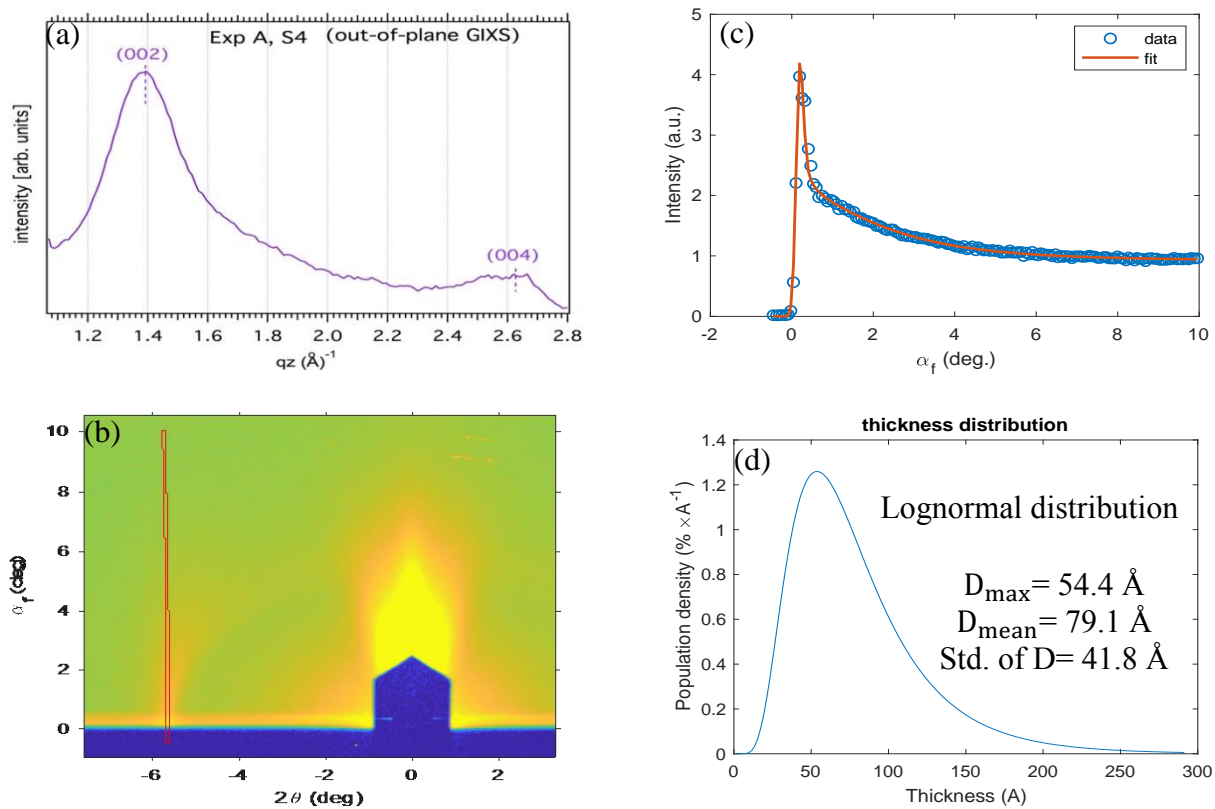 (a)
Exp A, S4 (out-of-plane GIXS)
(002)
(004)
intensity [arb. units]
1.2 1.4 1.6 1.8 2.0 2.2 2.4 2.6 2.8
qz (Å)⁻¹
(c)
data
fit
5
4
3
2
1
0
Intensity (a.u.)
-2 0 2 4 6 8 10
α_f (deg.)
(b)
10
8
6
4
2
0
α_f (deg)
-6 -4 -2 0 2
2θ (deg)
thickness distribution
(d)
1.4
1.2
1
0.8
0.6
0.4
0.2
0
Population density (% ×A⁻¹)
Lognormal distribution
D_max= 54.4 Å
D_mean= 79.1 Å
Std. of D= 41.8 Å
0 50 100 150 200 250 300
Thickness (A)